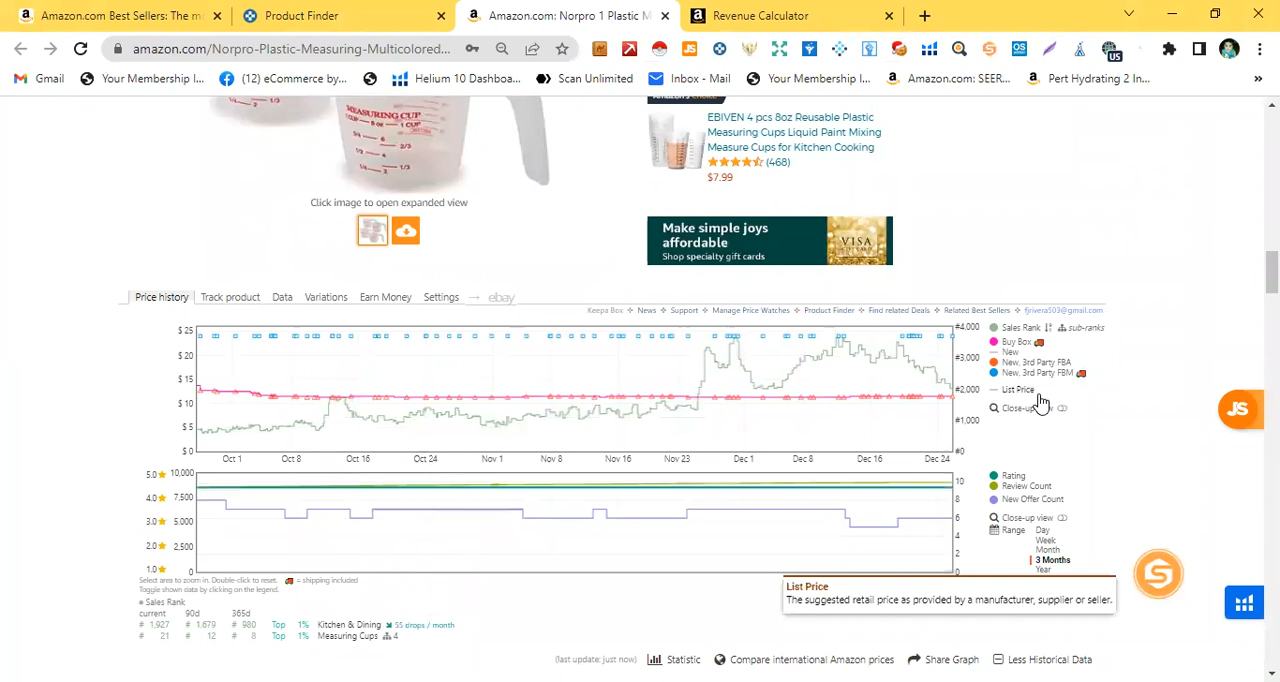 Amazon.com Best Sellers: The m
Product Finder
Amazon.com: Norpro 1 Plastic M
Revenue Calculator
amazon.com/Norpro-Plastic-Measuring-Multicolored...
US
Gmail
Your Membership I...
(12) eCommerce by...
Helium 10 Dashboa...
Scan Unlimited
Inbox - Mail
Your Membership I...
Amazon.com: SEER...
Pert Hydrating 2 In...
MEASURING CUP
EBIVEN 4 pcs 8oz Reusable Plastic
Measuring Cups Liquid Paint Mixing
Measure Cups for Kitchen Cooking
(468)
$7.99
Click image to open expanded view
Make simple joys
affordable
Shop specialty gift cards
VISA
Price history Track product Data Variations Earn Money Settings → ebay
Keepa Box News Support Manage Price Watches Product Finder Find related Deals Related Best Sellers fjrivera503@gmail.com
$ 25
$ 20
$ 15
$ 10
$ 5
$ 0
#4,000
#3,000
#2,000
#1,000
#0
Sales Rank sub-ranks
Buy Box
New
New, 3rd Party FBA
New, 3rd Party FBM
List Price
Close-up
Oct 1 Oct 8 Oct 16 Oct 24 Nov 1 Nov 8 Nov 16 Nov 23 Dec 1 Dec 8 Dec 16 Dec 24
5.0 10,000
4.0 7,500
3.0 5,000
2.0 2,500
1.0 0
10
8
6
4
2
0
Rating
Review Count
New Offer Count
Close-up view
Range Day
Week
Month
3 Months
Year
Select area to zoom in. Double-click to reset. = shipping included
Toggle shown data by clicking on the legend.
List Price
The suggested retail price as provided by a manufacturer, supplier or seller.
Sales Rank
current 90d 365d
# 1,927 # 1,679 # 980 Top 1% Kitchen & Dining 55 drops / month
# 21 # 12 # 8 Top 1% Measuring Cups 4
(last update: just now) Statistic Compare international Amazon prices Share Graph Less Historical Data
JS